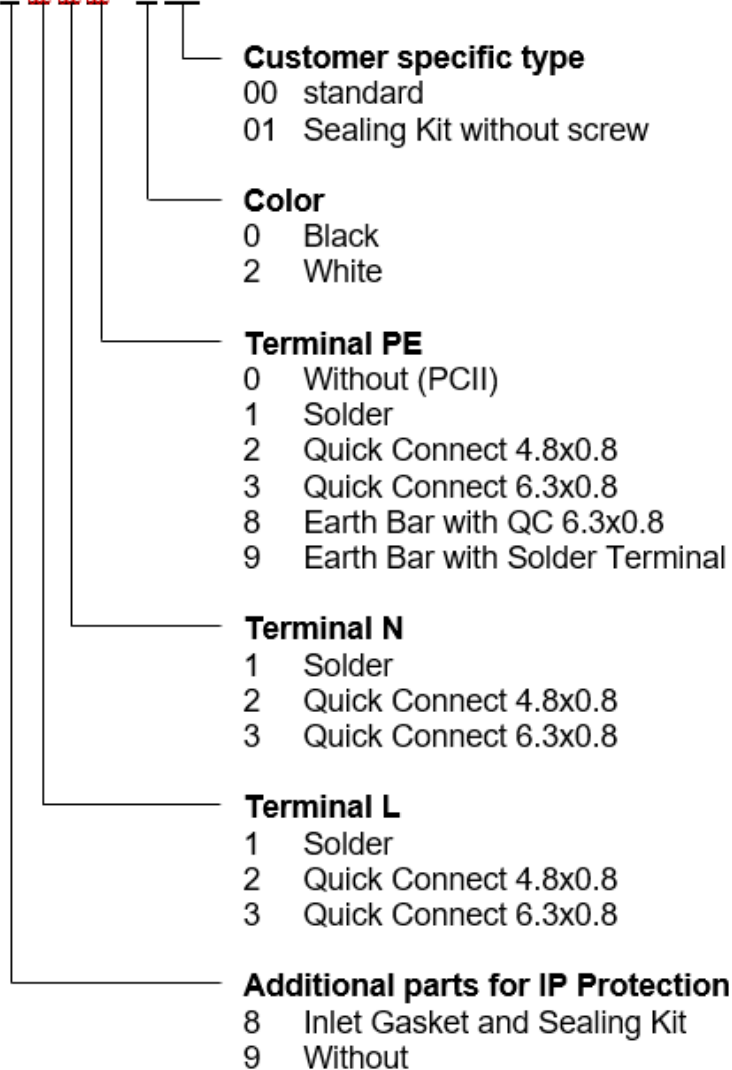 Customer specific type
00 standard
01 Sealing Kit without screw
Color
0 Black
2 White
Terminal PE
0 Without (PCII)
1 Solder
2 Quick Connect 4.8x0.8
3 Quick Connect 6.3x0.8
8 Earth Bar with QC 6.3x0.8
9 Earth Bar with Solder Terminal
Terminal N
1 Solder
2 Quick Connect 4.8x0.8
3 Quick Connect 6.3x0.8
Terminal L
1 Solder
2 Quick Connect 4.8x0.8
3 Quick Connect 6.3x0.8
Additional parts for IP Protection
8 Inlet Gasket and Sealing Kit
9 Without